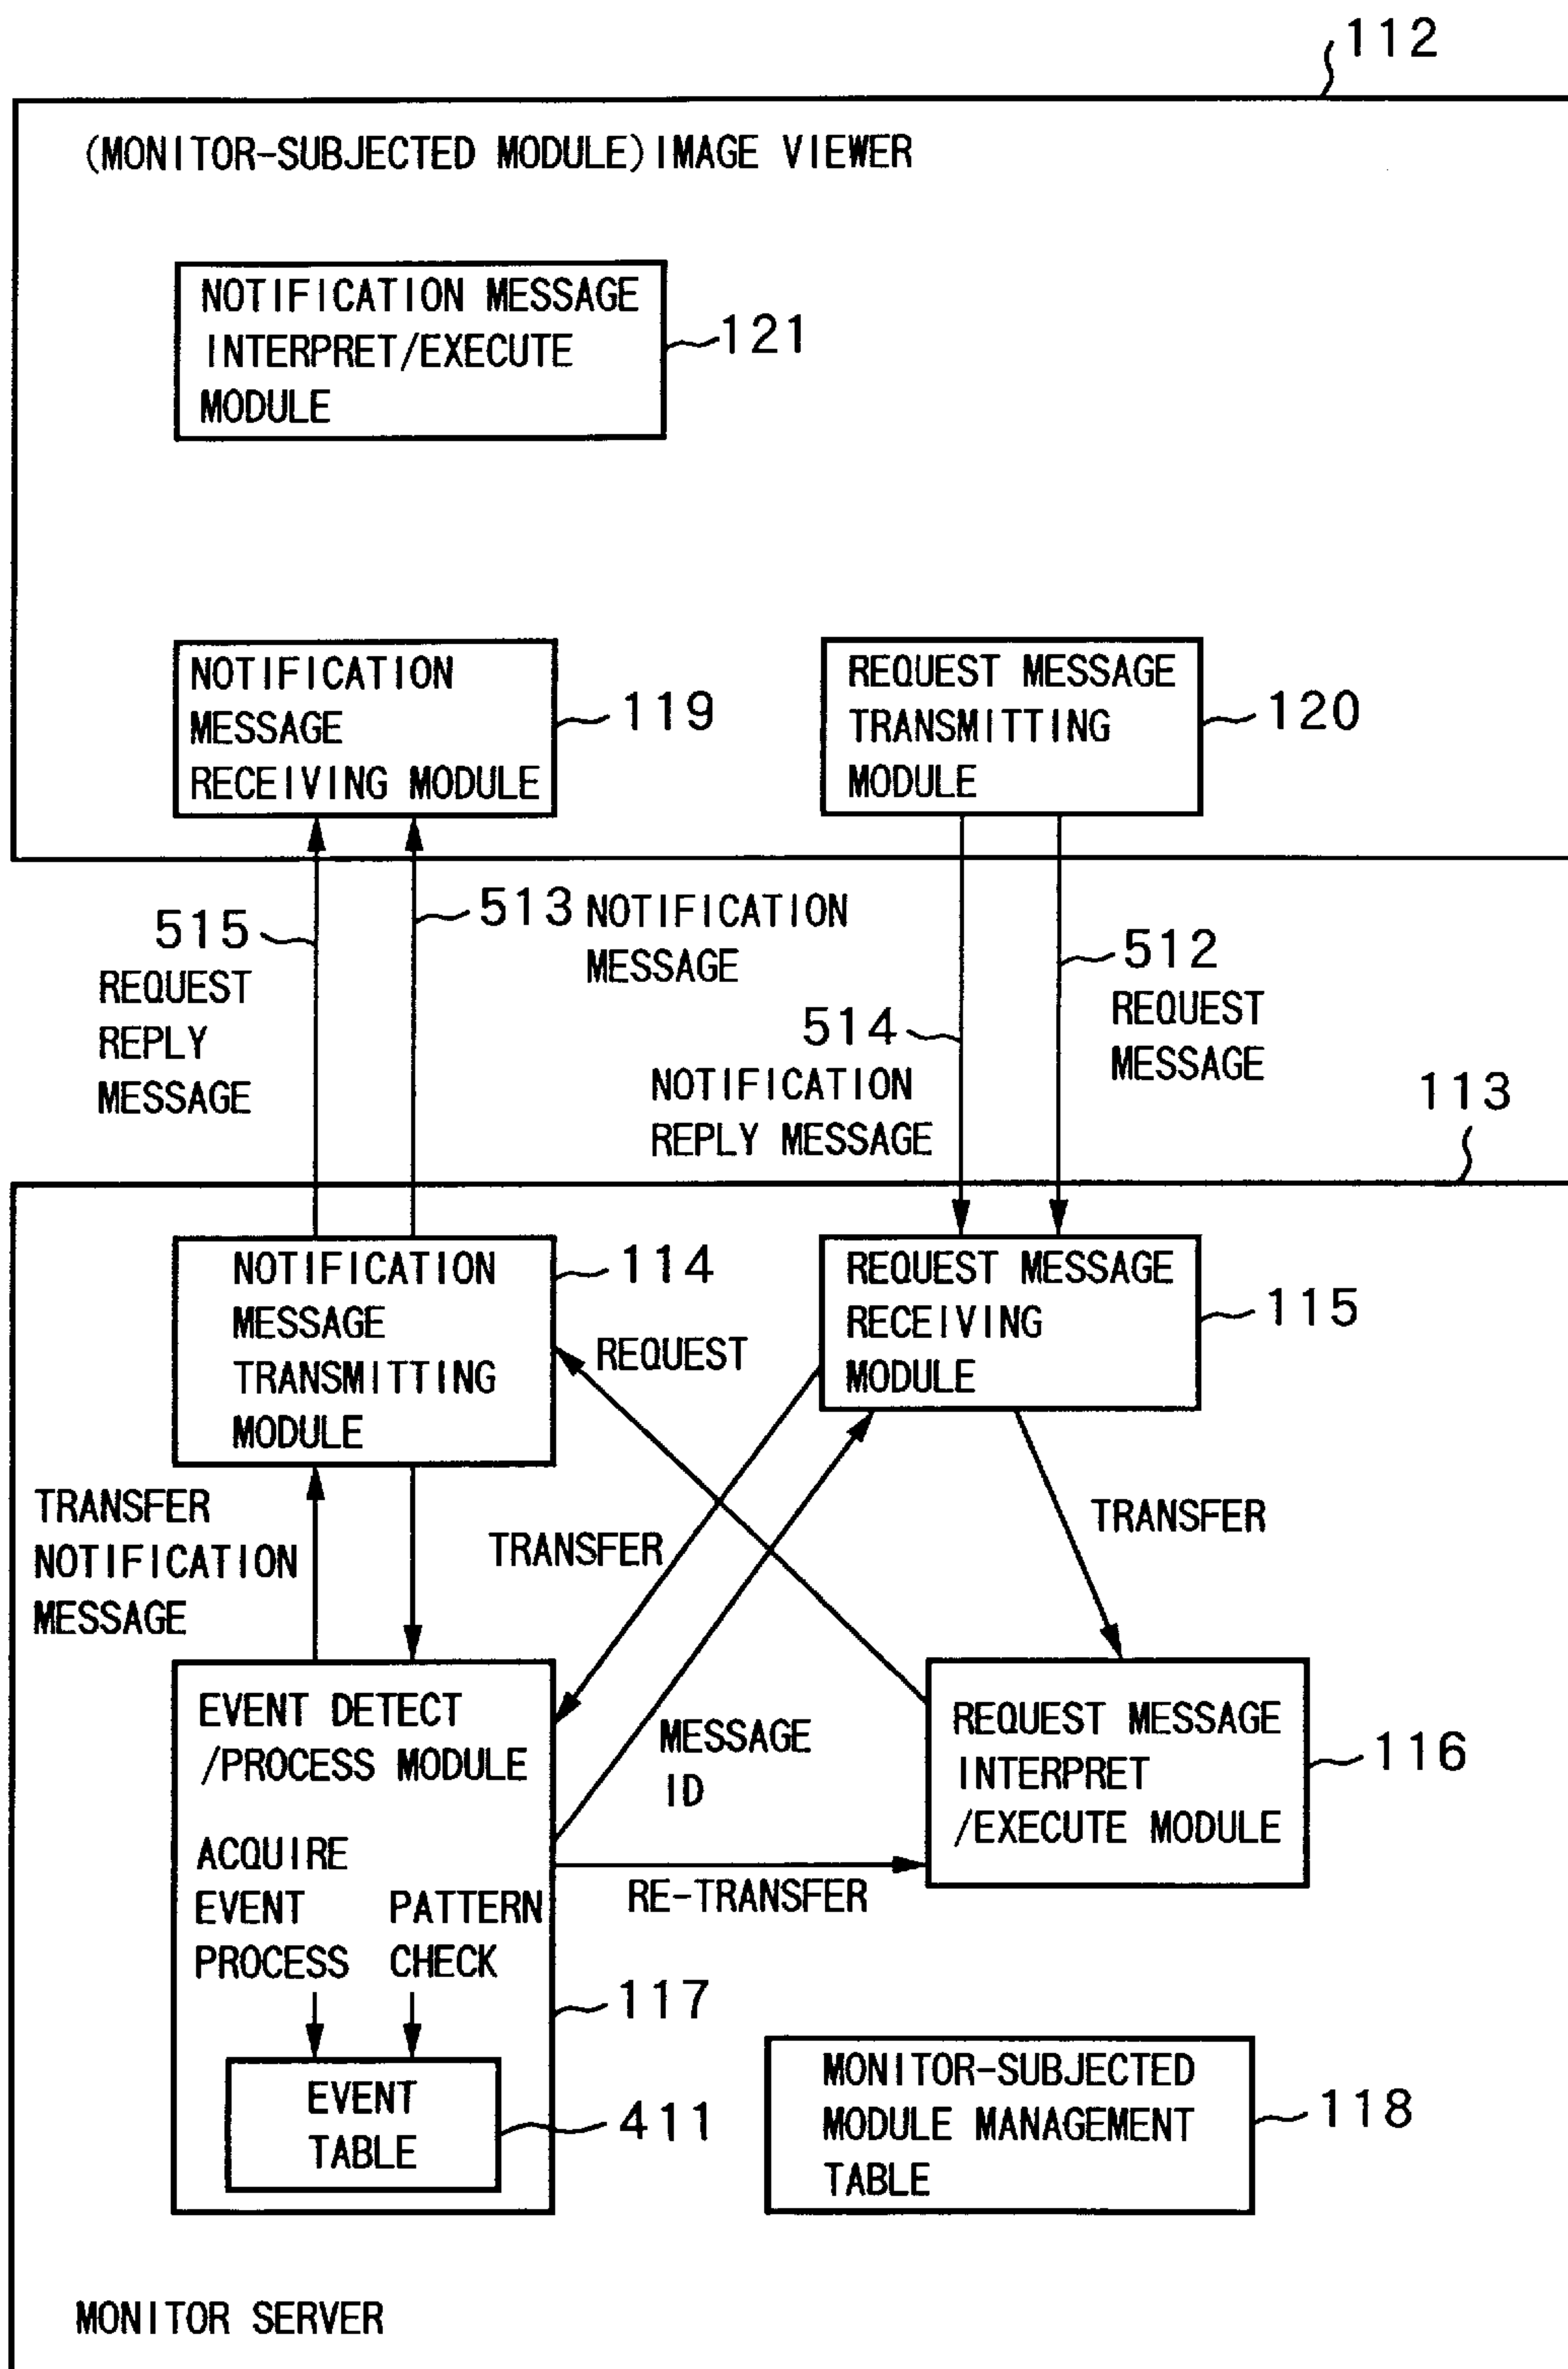 112
(MONITOR-SUBJECTED MODULE) IMAGE VIEWER
NOTIFICATION MESSAGE
INTERPRET/EXECUTE
MODULE
121
NOTIFICATION
MESSAGE
RECEIVING MODULE
119
REQUEST MESSAGE
TRANSMITTING
MODULE
120
515
REQUEST
REPLY
MESSAGE
513 NOTIFICATION
MESSAGE
514
NOTIFICATION
REPLY MESSAGE
512
REQUEST
MESSAGE
113
NOTIFICATION
MESSAGE
TRANSMITTING
MODULE
114
REQUEST
REQUEST MESSAGE
RECEIVING
MODULE
115
TRANSFER
NOTIFICATION
MESSAGE
TRANSFER
TRANSFER
EVENT DETECT
/PROCESS MODULE
MESSAGE
ID
REQUEST MESSAGE
INTERPRET
/EXECUTE MODULE
116
ACQUIRE
EVENT
PROCESS
PATTERN
CHECK
RE-TRANSFER
117
EVENT
TABLE
411
MONITOR-SUBJECTED
MODULE MANAGEMENT
TABLE
118
MONITOR SERVER